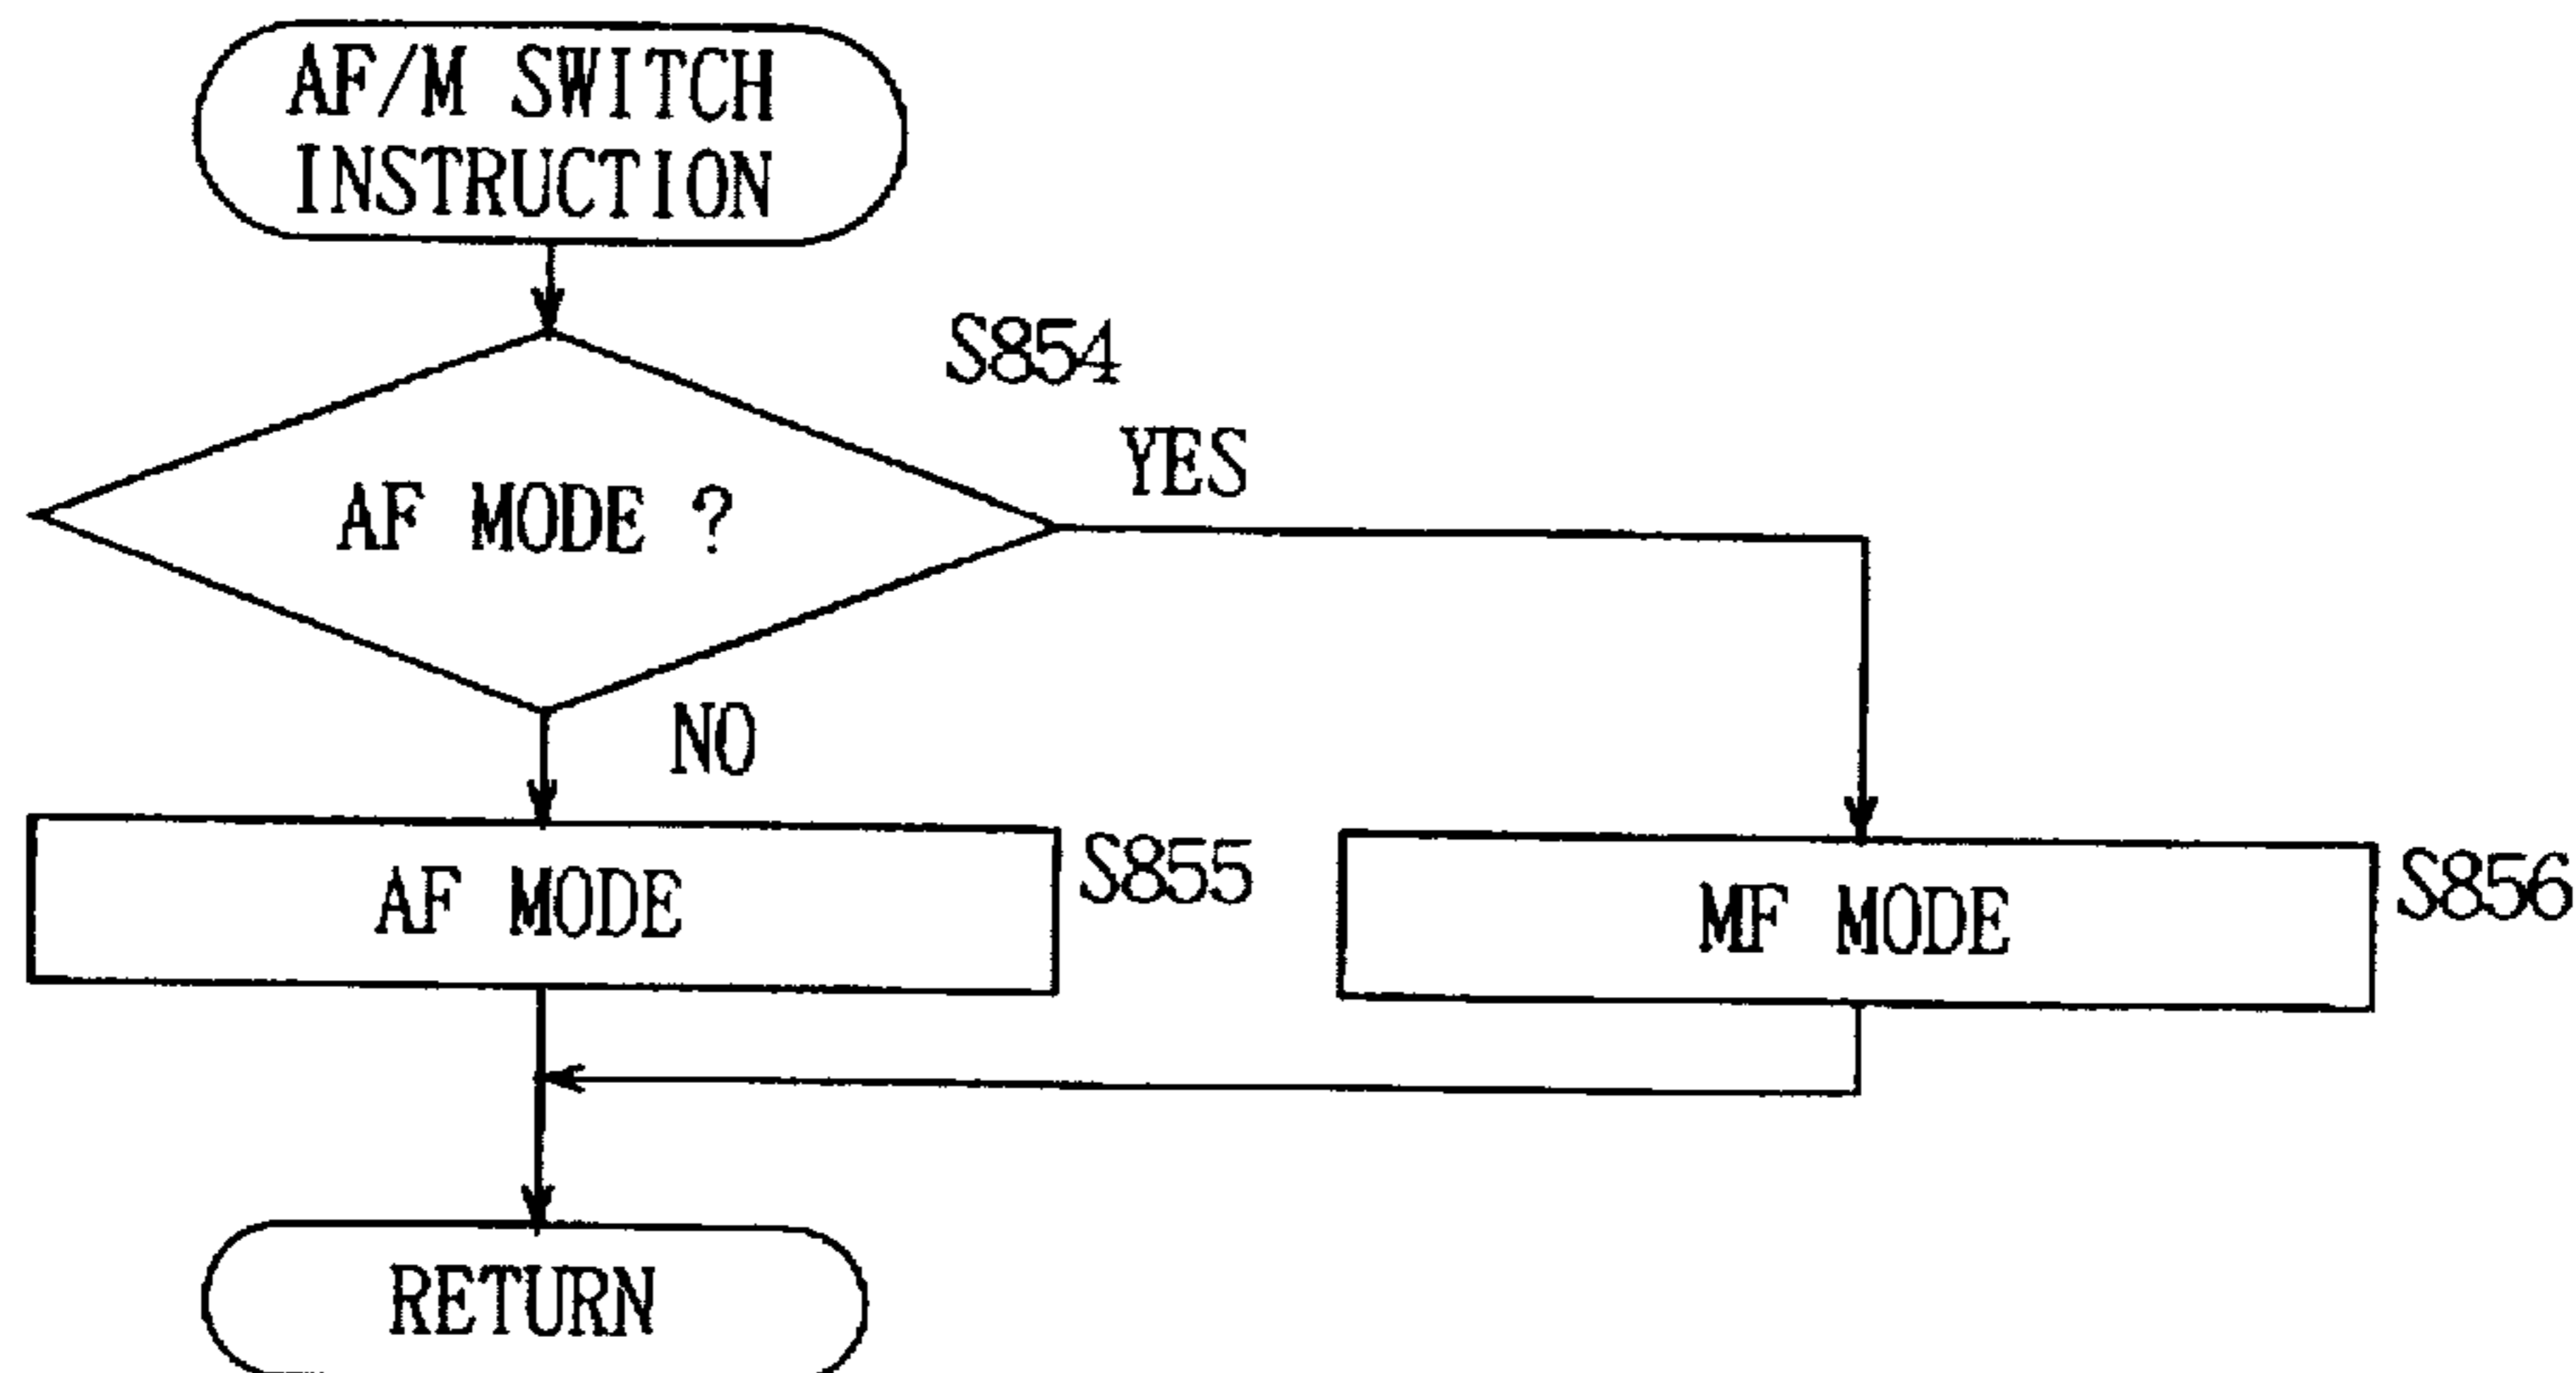 AF/M SWITCH
INSTRUCTION
S854
AF MODE ?
YES
NO
AF MODE
S855
MF MODE
S856
RETURN